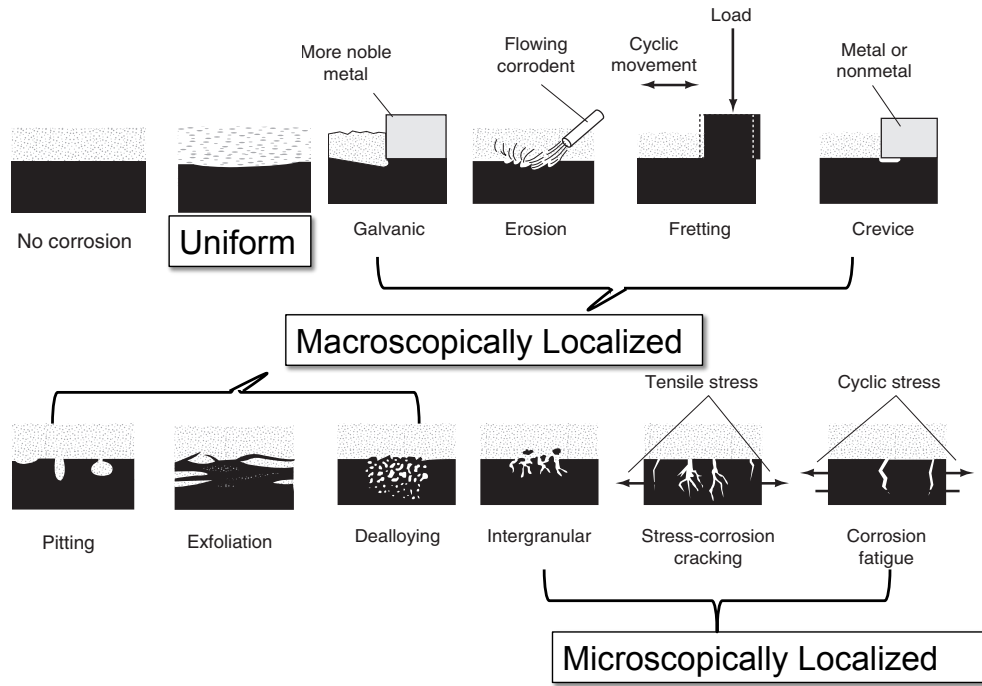 Load
More noble
metal
Flowing
corrodent
Cyclic
movement
Metal or
nonmetal
No corrosion
Uniform
Galvanic
Erosion
Fretting
Crevice
Macroscopically Localized
Tensile stress
Cyclic stress
Pitting
Exfoliation
Dealloying
Intergranular
Stress-corrosion
cracking
Corrosion
fatigue
Microscopically Localized